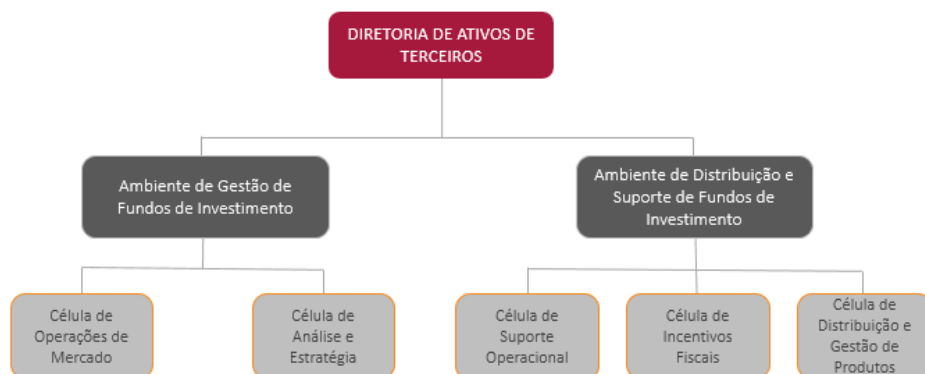 DIRETORIA DE ATIVOS DE
TERCEIROS
Ambiente de Gestão de
Fundos de Investimento
Ambiente de Distribuição e
Suporte de Fundos de
Investimento
Célula de
Operações de
Mercado
Célula de
Análise e
Estratégia
Célula de
Suporte
Operacional
Célula de
Incentivos
Fiscais
Célula de
Distribuição e
Gestão de
Produtos